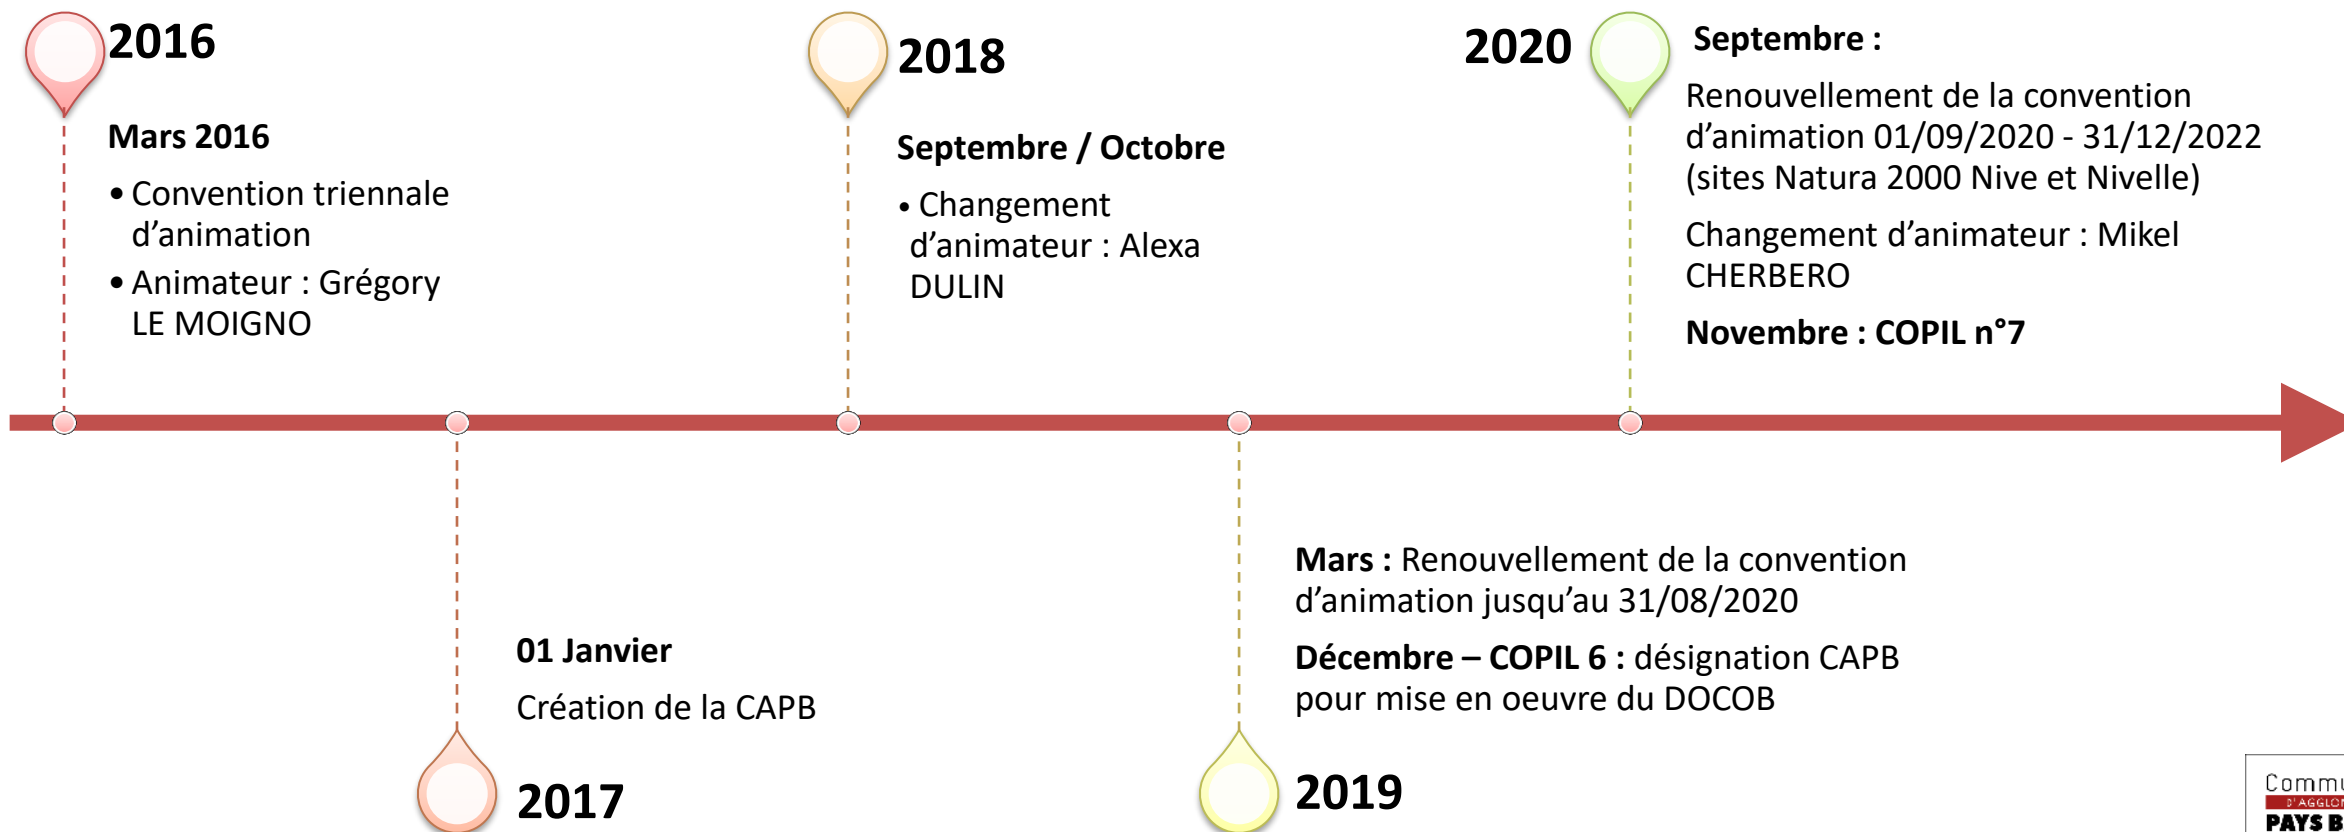 2016
Mars 2016
• Convention triennale
d’animation
• Animateur : Grégory
LE MOIGNO
01 Janvier
Création de la CAPB
2017
2018
Septembre / Octobre
• Changement
d’animateur : Alexa
DULIN
Mars : Renouvellement de la convention
d’animation jusqu’au 31/08/2020
Décembre – COPIL 6 : désignation CAPB
pour mise en oeuvre du DOCOB
2019
2020
Septembre :
Renouvellement de la convention
d’animation 01/09/2020 - 31/12/2022
(sites Natura 2000 Nive et Nivelle)
Changement d’animateur : Mikel
CHERBERO
Novembre : COPIL n°7
PAYS B